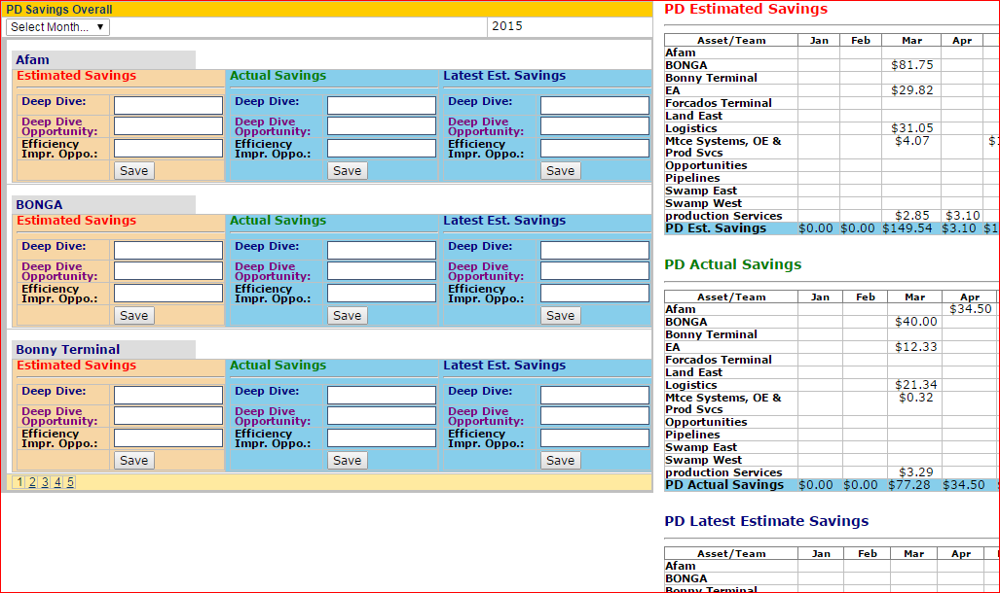 PD Savings Overall
Select Month...
2015
Afam
Estimated Savings Actual Savings Latest Est. Savings
Deep Dive: Deep Dive: Deep Dive:
Deep Dive Deep Dive Deep Dive
Opportunity: Opportunity: Opportunity:
Efficiency Efficiency Efficiency
Impr. Oppo.: Impr. Oppo.: Impr. Oppo.:
Save Save Save
BONGA
Estimated Savings Actual Savings Latest Est. Savings
Deep Dive: Deep Dive: Deep Dive:
Deep Dive Deep Dive Deep Dive
Opportunity: Opportunity: Opportunity:
Efficiency Efficiency Efficiency
Impr. Oppo.: Impr. Oppo.: Impr. Oppo.:
Save Save Save
Bonny Terminal
Estimated Savings Actual Savings Latest Est. Savings
Deep Dive: Deep Dive: Deep Dive:
Deep Dive Deep Dive Deep Dive
Opportunity: Opportunity: Opportunity:
Efficiency Efficiency Efficiency
Impr. Oppo.: Impr. Oppo.: Impr. Oppo.:
Save Save Save
1 2 3 4 5
PD Estimated Savings
Asset/Team Jan Feb Mar Apr
Afam
BONGA $81.75
Bonny Terminal
EA $29.82
Forcados Terminal
Land East
Logistics $31.05
Mtce Systems, OE & $4.07
Prod Svcs
Opportunities
Pipelines
Swamp East
Swamp West
production Services $2.85 $3.10
PD Est. Savings $0.00 $0.00 $149.54 $3.10
PD Actual Savings
Asset/Team Jan Feb Mar Apr
Afam $34.50
BONGA $40.00
Bonny Terminal
EA $12.33
Forcados Terminal
Land East
Logistics $21.34
Mtce Systems, OE & $0.32
Prod Svcs
Opportunities
Pipelines
Swamp East
Swamp West
production Services $3.29
PD Actual Savings $0.00 $0.00 $77.28 $34.50
PD Latest Estimate Savings
Asset/Team Jan Feb Mar Apr
Afam
BONGA
Bonny Terminal